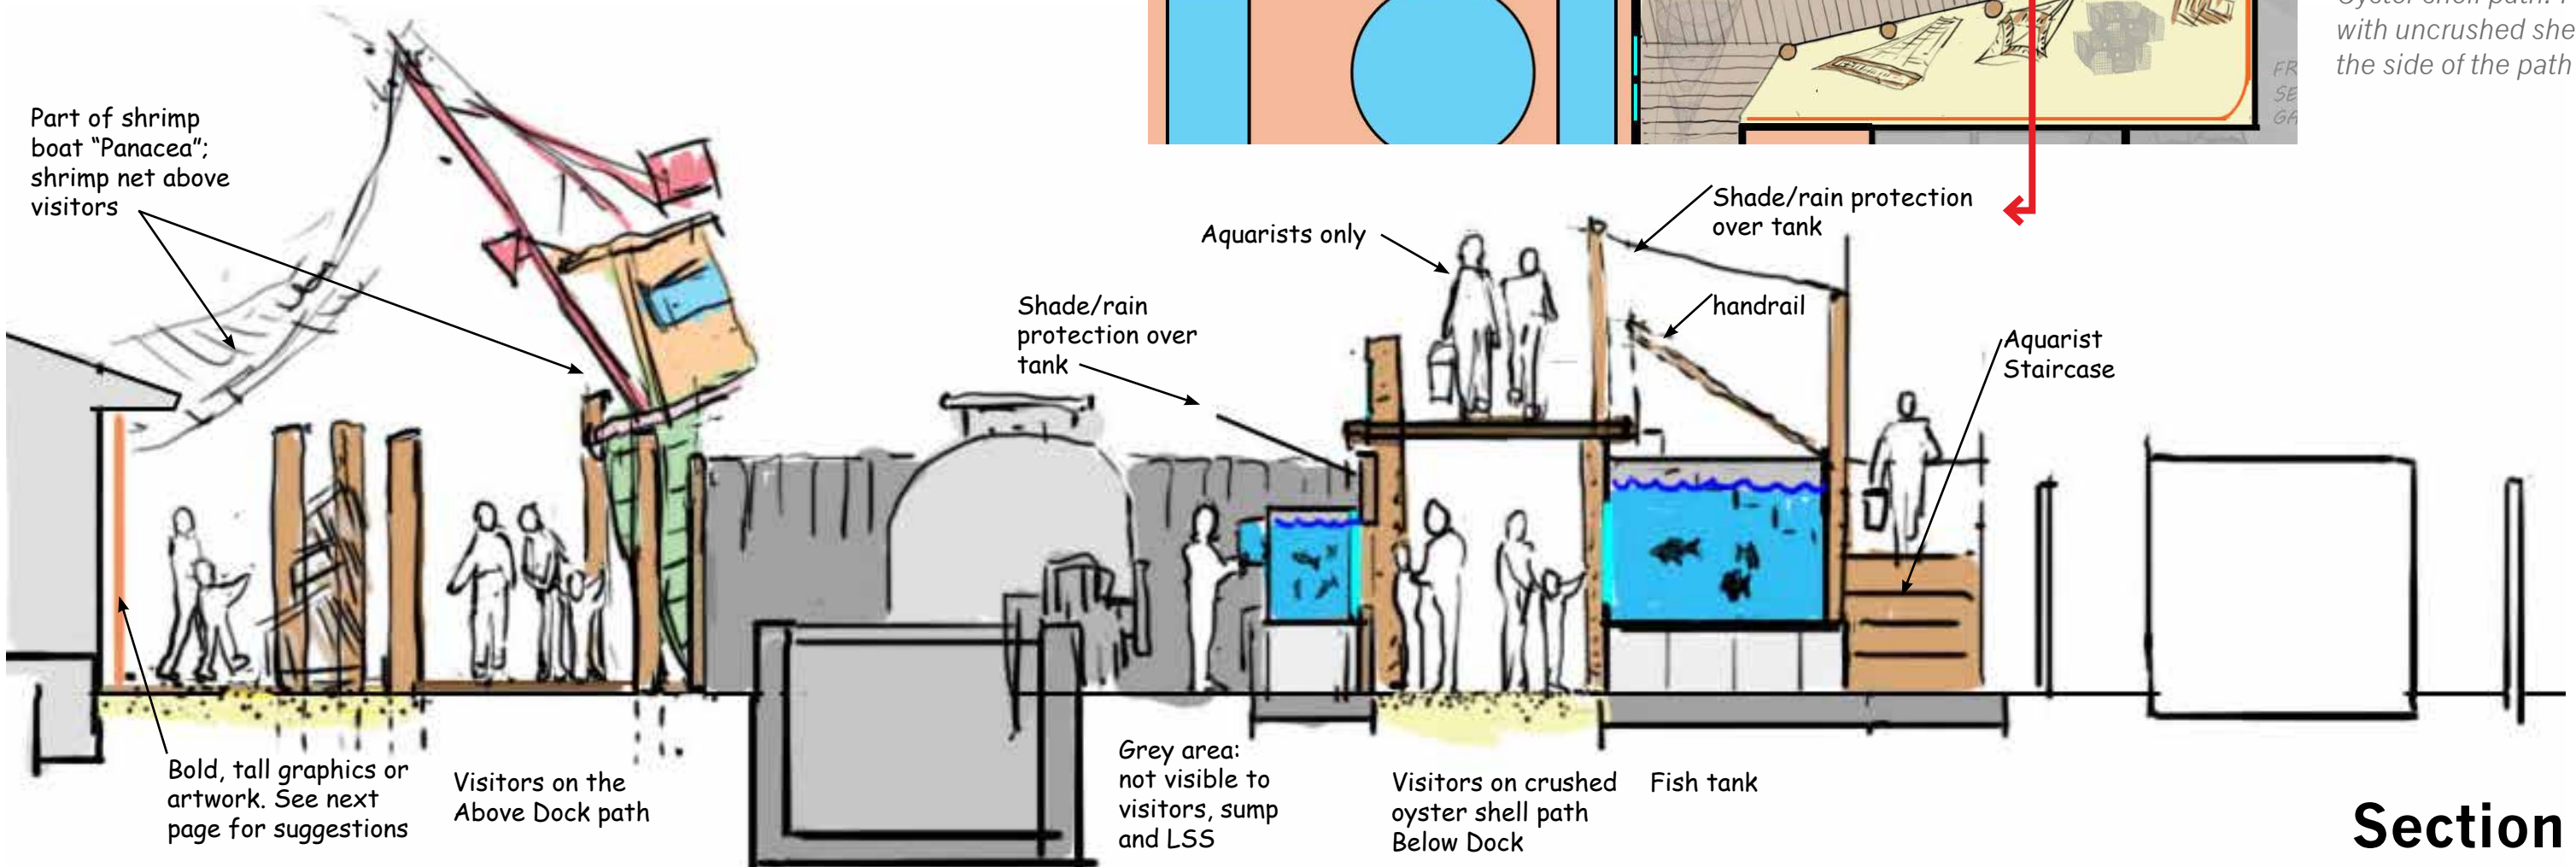 with uncrushed she
the side of the path
FR
SE
GA
Part of shrimp
boat "Panacea";
shrimp net above
visitors
Aquarists only
Shade/rain protection
over tank
handrail
Shade/rain
protection over
tank
Aquarist
Staircase
Bold, tall graphics or
artwork. See next
page for suggestions
Visitors on the
Above Dock path
Grey area:
not visible to
visitors, sump
and LSS
Visitors on crushed
oyster shell path
Below Dock
Fish tank
Section